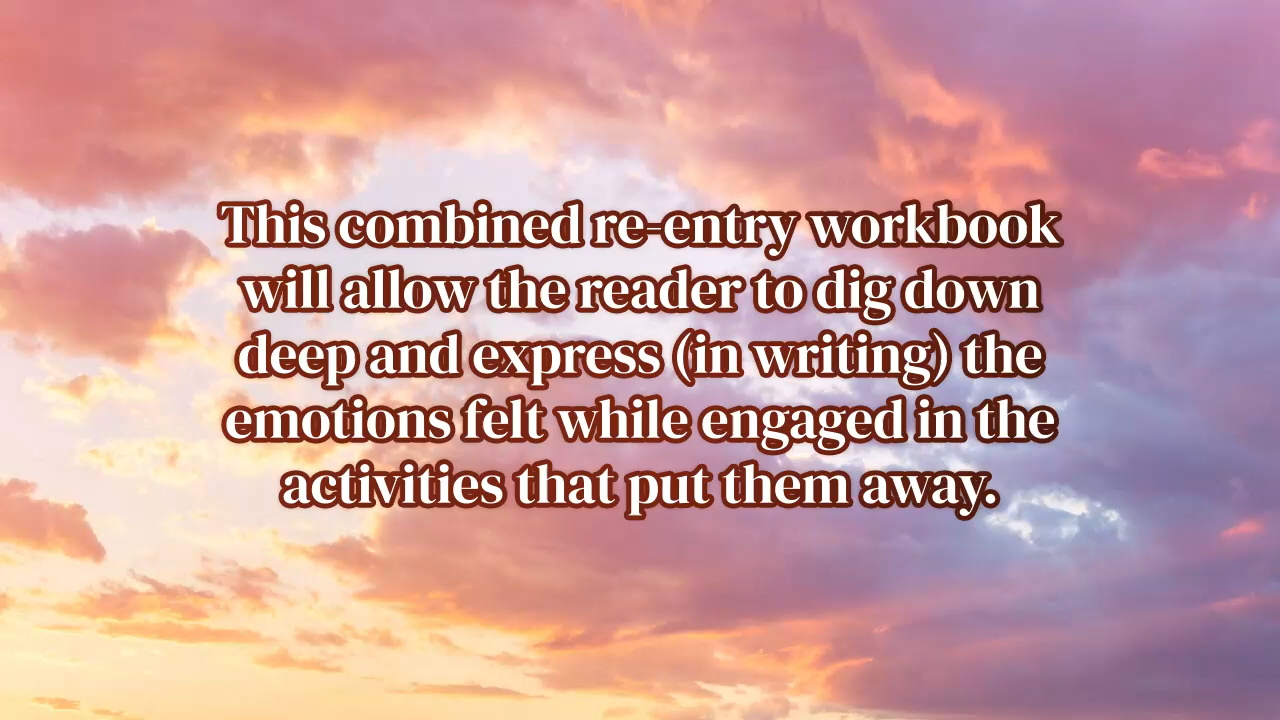 This combined re-entry workbook
will allow the reader to dig down
deep and express (in writing) the
emotions felt while engaged in the
activities that put them away.